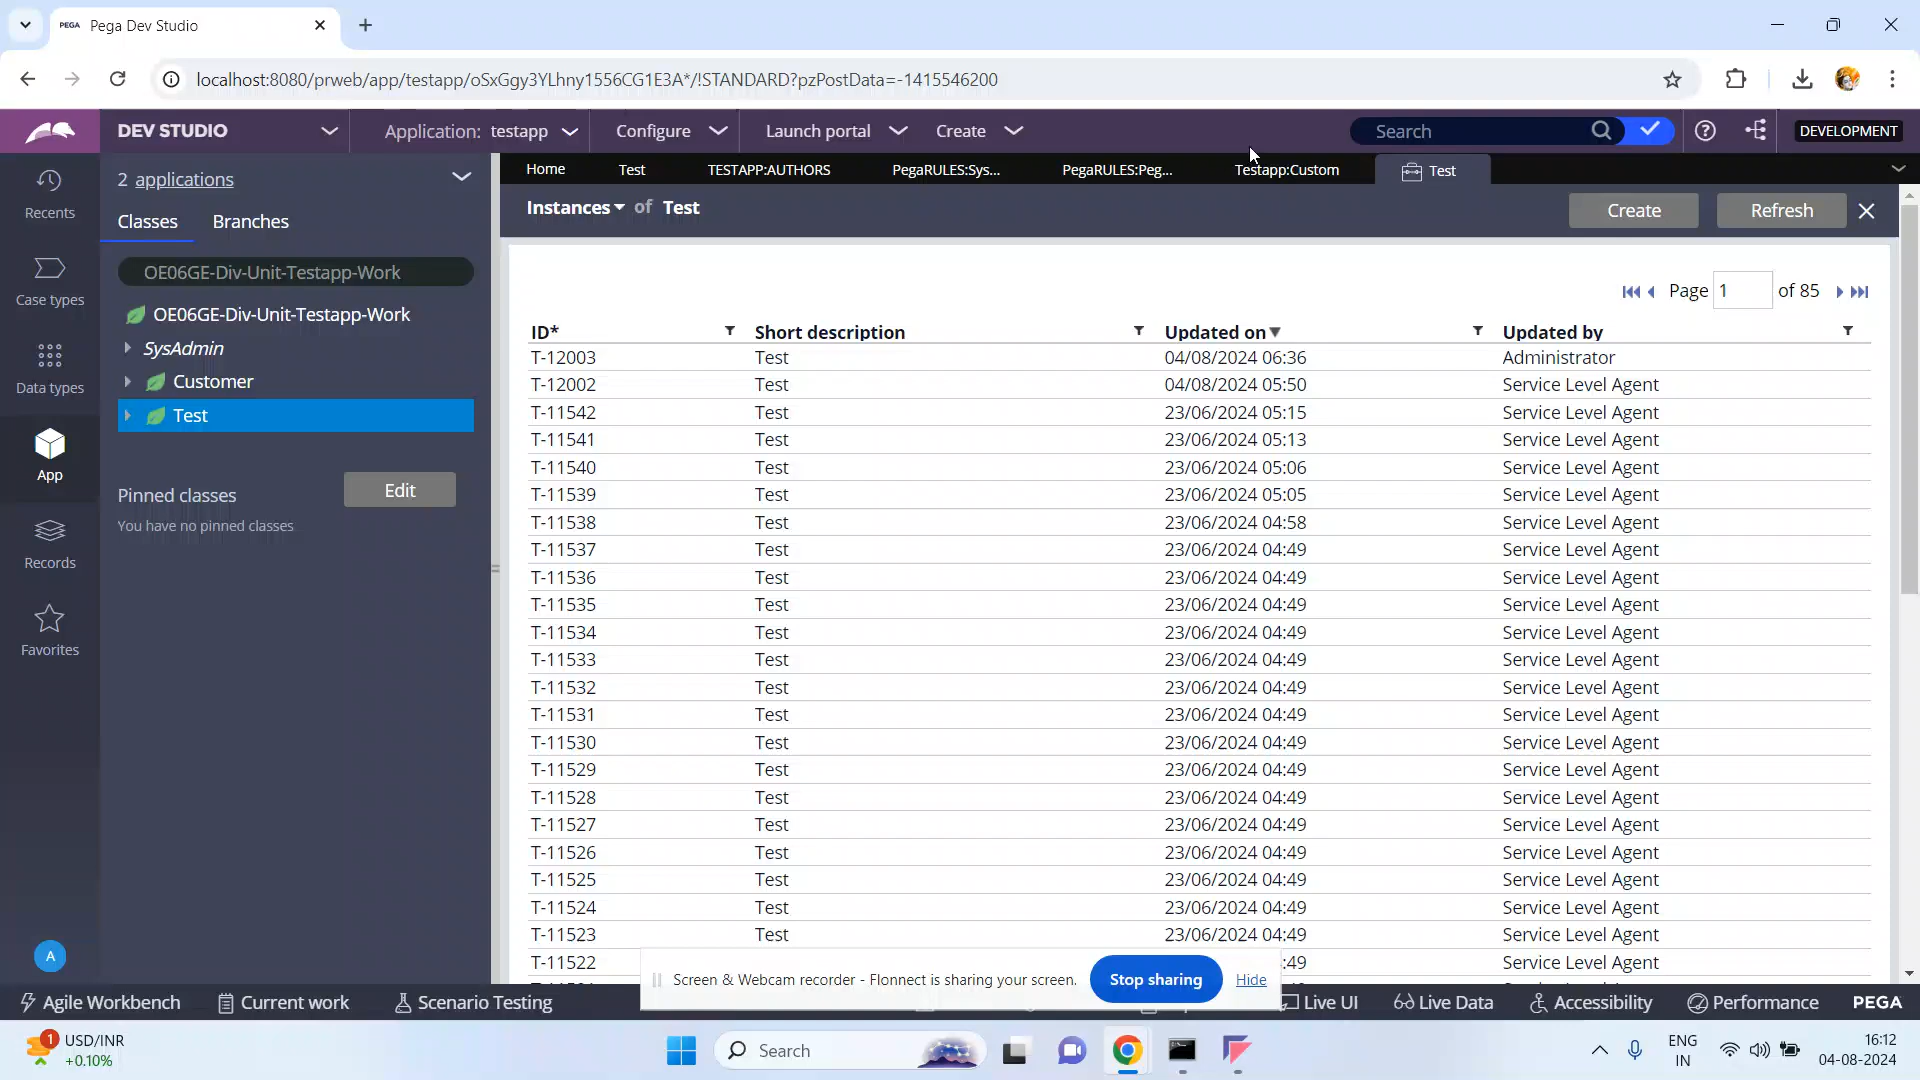 PEGA Pega Dev Studio
localhost:8080/prweb/app/testapp/oSxGgy3YLhny1556CG1E3A*/!STANDARD?pzPostData=-1415546200
DEV STUDIO Application: testapp Configure Launch portal Create Search DEVELOPMENT
Recents
Case types
Data types
App
Records
Favorites
A
2 applications
Classes Branches
OE06GE-Div-Unit-Testapp-Work
OE06GE-Div-Unit-Testapp-Work
SysAdmin
Customer
Test
Pinned classes Edit
You have no pinned classes
Home Test TESTAPP:AUTHORS PegaRULES:Sys... PegaRULES:Peg... Testapp:Custom Test
Instances of Test Create Refresh
Page 1 of 85
ID* Short description Updated on Updated by
T-12003 Test 04/08/2024 06:36 Administrator
T-12002 Test 04/08/2024 05:50 Service Level Agent
T-11542 Test 23/06/2024 05:15 Service Level Agent
T-11541 Test 23/06/2024 05:13 Service Level Agent
T-11540 Test 23/06/2024 05:06 Service Level Agent
T-11539 Test 23/06/2024 05:05 Service Level Agent
T-11538 Test 23/06/2024 04:58 Service Level Agent
T-11537 Test 23/06/2024 04:49 Service Level Agent
T-11536 Test 23/06/2024 04:49 Service Level Agent
T-11535 Test 23/06/2024 04:49 Service Level Agent
T-11534 Test 23/06/2024 04:49 Service Level Agent
T-11533 Test 23/06/2024 04:49 Service Level Agent
T-11532 Test 23/06/2024 04:49 Service Level Agent
T-11531 Test 23/06/2024 04:49 Service Level Agent
T-11530 Test 23/06/2024 04:49 Service Level Agent
T-11529 Test 23/06/2024 04:49 Service Level Agent
T-11528 Test 23/06/2024 04:49 Service Level Agent
T-11527 Test 23/06/2024 04:49 Service Level Agent
T-11526 Test 23/06/2024 04:49 Service Level Agent
T-11525 Test 23/06/2024 04:49 Service Level Agent
T-11524 Test 23/06/2024 04:49 Service Level Agent
T-11523 Test 23/06/2024 04:49 Service Level Agent
T-11522 :49 Service Level Agent
Screen & Webcam recorder - Flonnect is sharing your screen. Stop sharing Hide
Agile Workbench Current work Scenario Testing Live UI Live Data Accessibility Performance PEGA
1 USD/INR
+0.10%
Search
ENG
IN
16:12
04-08-2024